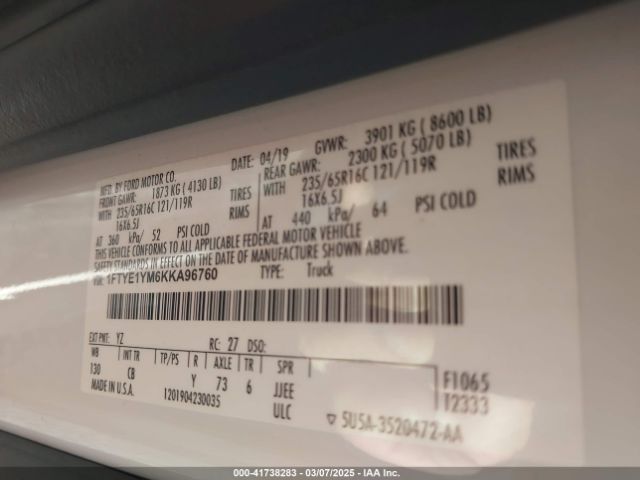 MFD. BY FORD MOTOR CO.
DATE: 04/19 GVWR: 3901 KG ( 8600 LB)
FRONT GAWR: 1873 KG ( 4130 LB)
REAR GAWR: 2300 KG ( 5070 LB)
WITH 235/65R16C 121/119R TIRES
16X6.5J RIMS
AT 360 kPa/ 52 PSI COLD
WITH 235/65R16C 121/119R TIRES
16X6.5J RIMS
AT 440 kPa/ 64 PSI COLD
THIS VEHICLE CONFORMS TO ALL APPLICABLE FEDERAL MOTOR VEHICLE
SAFETY STANDARDS IN EFFECT ON THE DATE OF MANUFACTURE SHOWN ABOVE.
VIN: 1FTYE1YM6KKA96760 TYPE: Truck
EXT PNT: YZ RC: 27 DSO:
WB INT TR TP/PS R AXLE TR SPR
130 CB Y 73 6 JJEE
F1065
12333
MADE IN U.S.A. 1201904230035 ULC
▽ 5U5A-3520472-AA
000-41738283 | 03/07/2025 | IAA Inc.